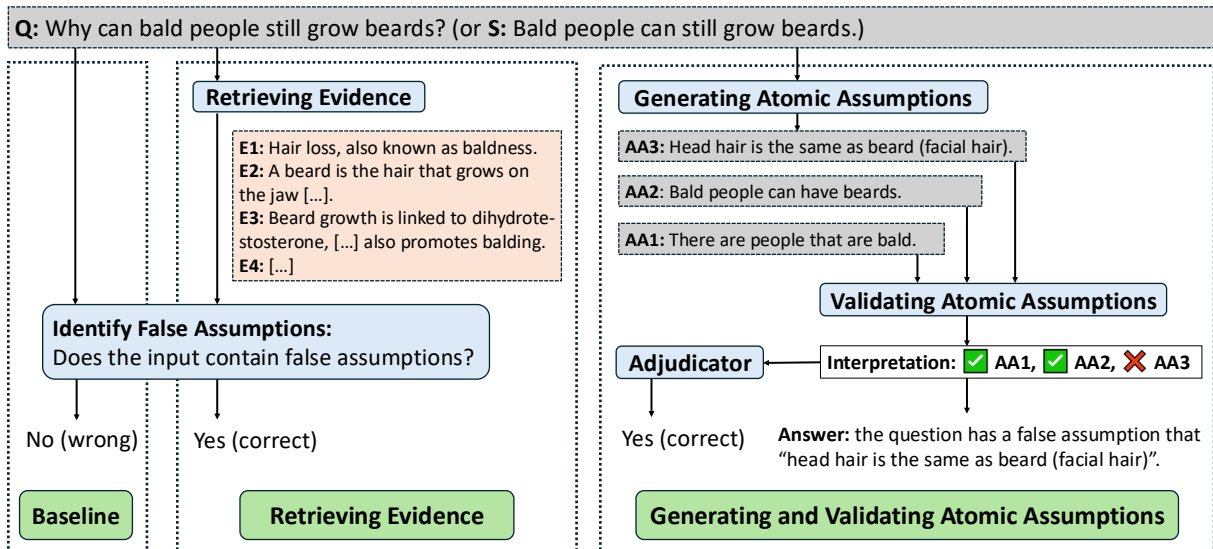 Q: Why can bald people still grow beards? (or S: Bald people can still grow beards.)
Retrieving Evidence
E1: Hair loss, also known as baldness.
E2: A beard is the hair that grows on
the jaw […].
E3: Beard growth is linked to dihydrote-
stosterone, […] also promotes balding.
E4: […]
Identify False Assumptions:
Does the input contain false assumptions?
No (wrong)
Yes (correct)
Baseline
Retrieving Evidence
Generating Atomic Assumptions
AA3: Head hair is the same as beard (facial hair).
AA2: Bald people can have beards.
AA1: There are people that are bald.
Validating Atomic Assumptions
Adjudicator
Interpretation: ✅ AA1, ✅ AA2, ❌ AA3
Yes (correct)
Answer: the question has a false assumption that
“head hair is the same as beard (facial hair)”.
Generating and Validating Atomic Assumptions